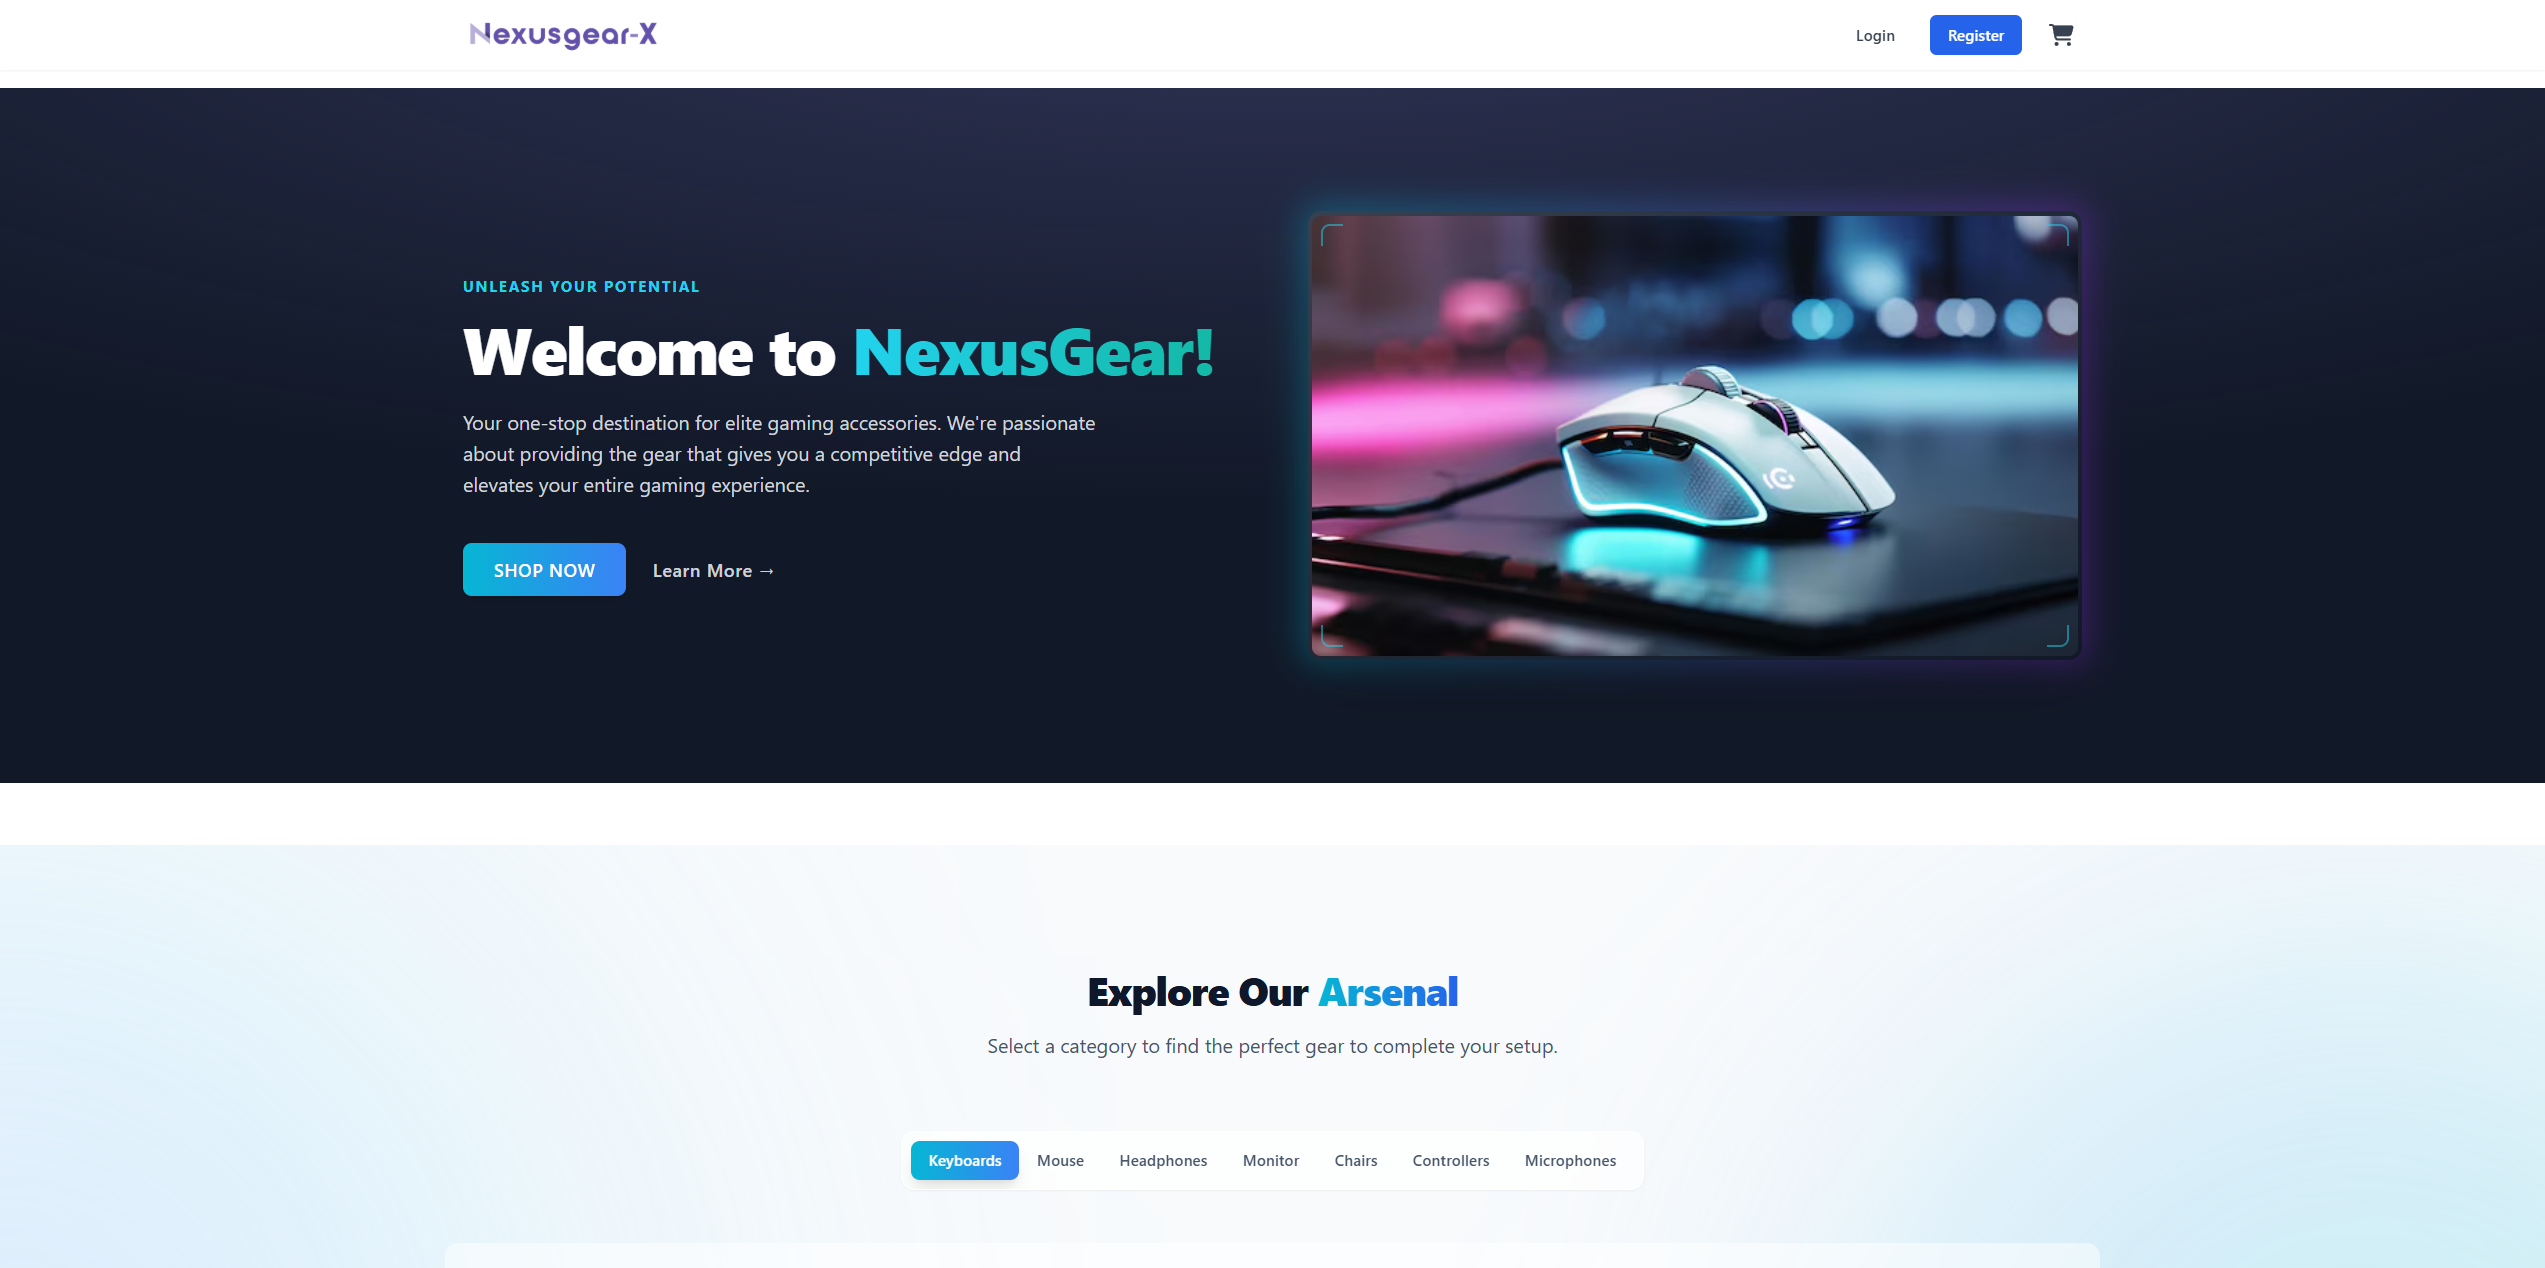 Nexusgear-X
Login
Register
UNLEASH YOUR POTENTIAL
Welcome to NexusGear!
Your one-stop destination for elite gaming accessories. We're passionate
about providing the gear that gives you a competitive edge and
elevates your entire gaming experience.
SHOP NOW
Learn More →
Explore Our Arsenal
Select a category to find the perfect gear to complete your setup.
Keyboards
Mouse
Headphones
Monitor
Chairs
Controllers
Microphones